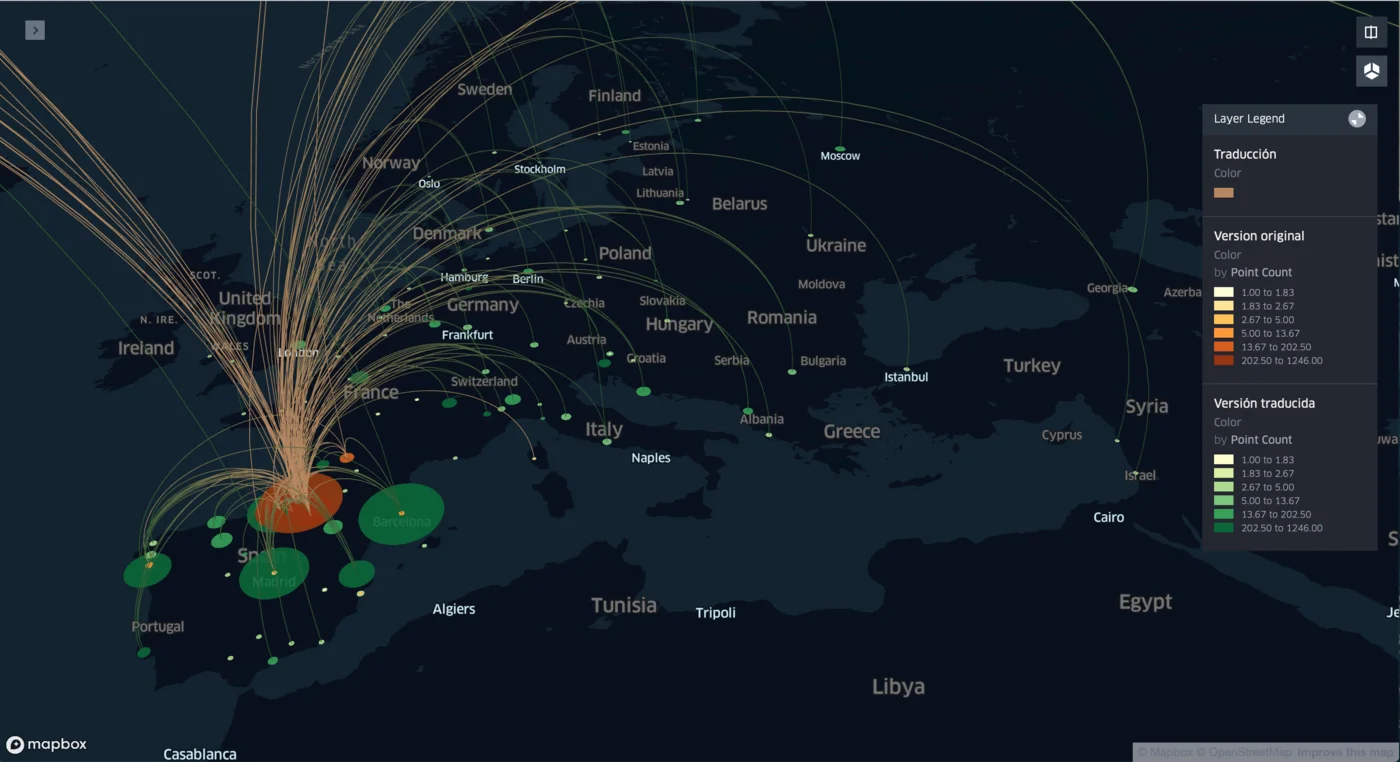 Sweden
Finland
Estonia
Norway
Stockholm
Moscow
Oslo
Latvia
Lithuania
Belarus
North
Sea
Denmark
Ukraine
Poland
SCOT.
Hamburg
Berlin
Moldova
United
Kingdom
The
Netherlands
Germany
Czechia
Slovakia
Georgia
Azerba
N. IRE.
Hungary
Romania
Ireland
WALES
London
Frankfurt
Austria
Croatia
Serbia
Bulgaria
Turkey
France
Switzerland
Istanbul
Syria
Italy
Albania
Greece
Cyprus
Naples
Israel
Barcelona
Cairo
Spain
Madrid
Algiers
Tunisia
Tripoli
Egypt
Portugal
Libya
Casablanca
mapbox
Layer Legend
Traducción
Color
Version original
Color
by Point Count
1.00 to 1.83
1.83 to 2.67
2.67 to 5.00
5.00 to 13.67
13.67 to 202.50
202.50 to 1246.00
Versión traducida
Color
by Point Count
1.00 to 1.83
1.83 to 2.67
2.67 to 5.00
5.00 to 13.67
13.67 to 202.50
202.50 to 1246.00
© Mapbox © OpenStreetMap Improve this map